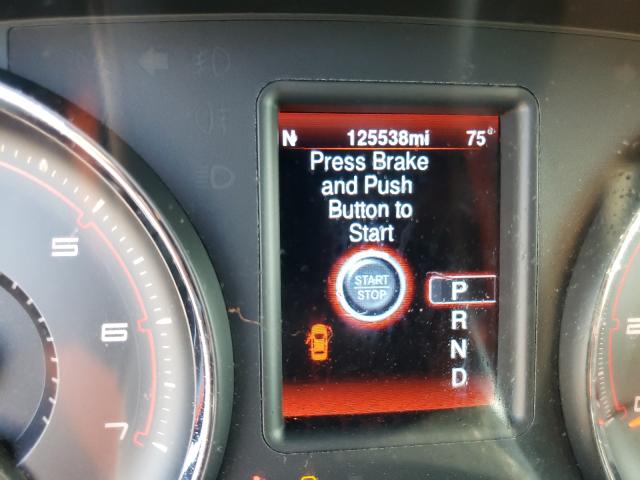 N 125538mi 75°
Press Brake
and Push
Button to
Start
START
STOP
P
R
N
D
5
6
7